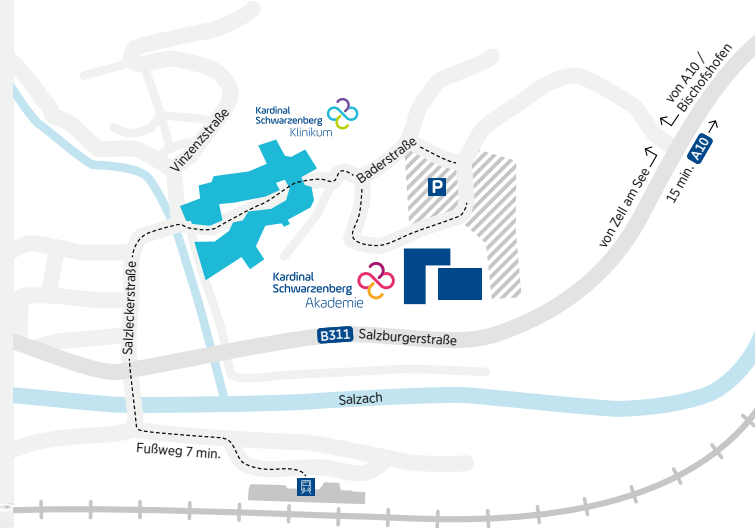 von A10 /
Bischofshofen
Vinzenzstraße
Kardinal
Schwarzenberg
Klinikum
Baderstraße
P
15 min. A10
von Zell am See
Salzleckerstraße
Kardinal
Schwarzenberg
Akademie
B311 Salzburgerstraße
Salzach
Fußweg 7 min.